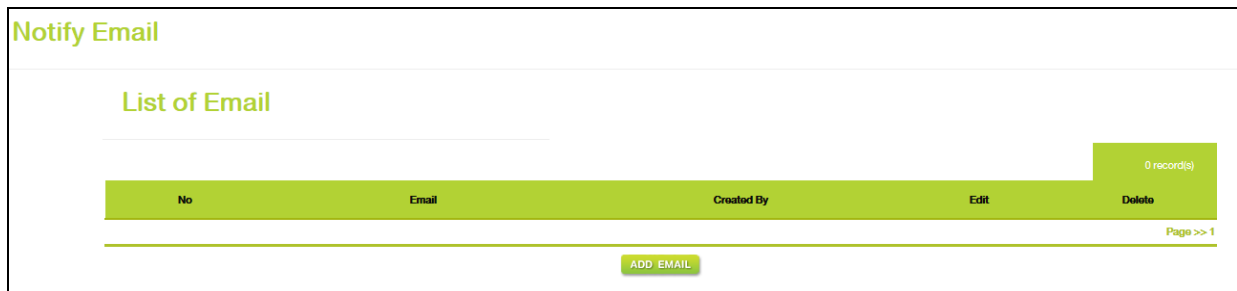 Notify Email
List of Email
0 record(s)
No Email Created By Edit Delete
Page >> 1
ADD EMAIL